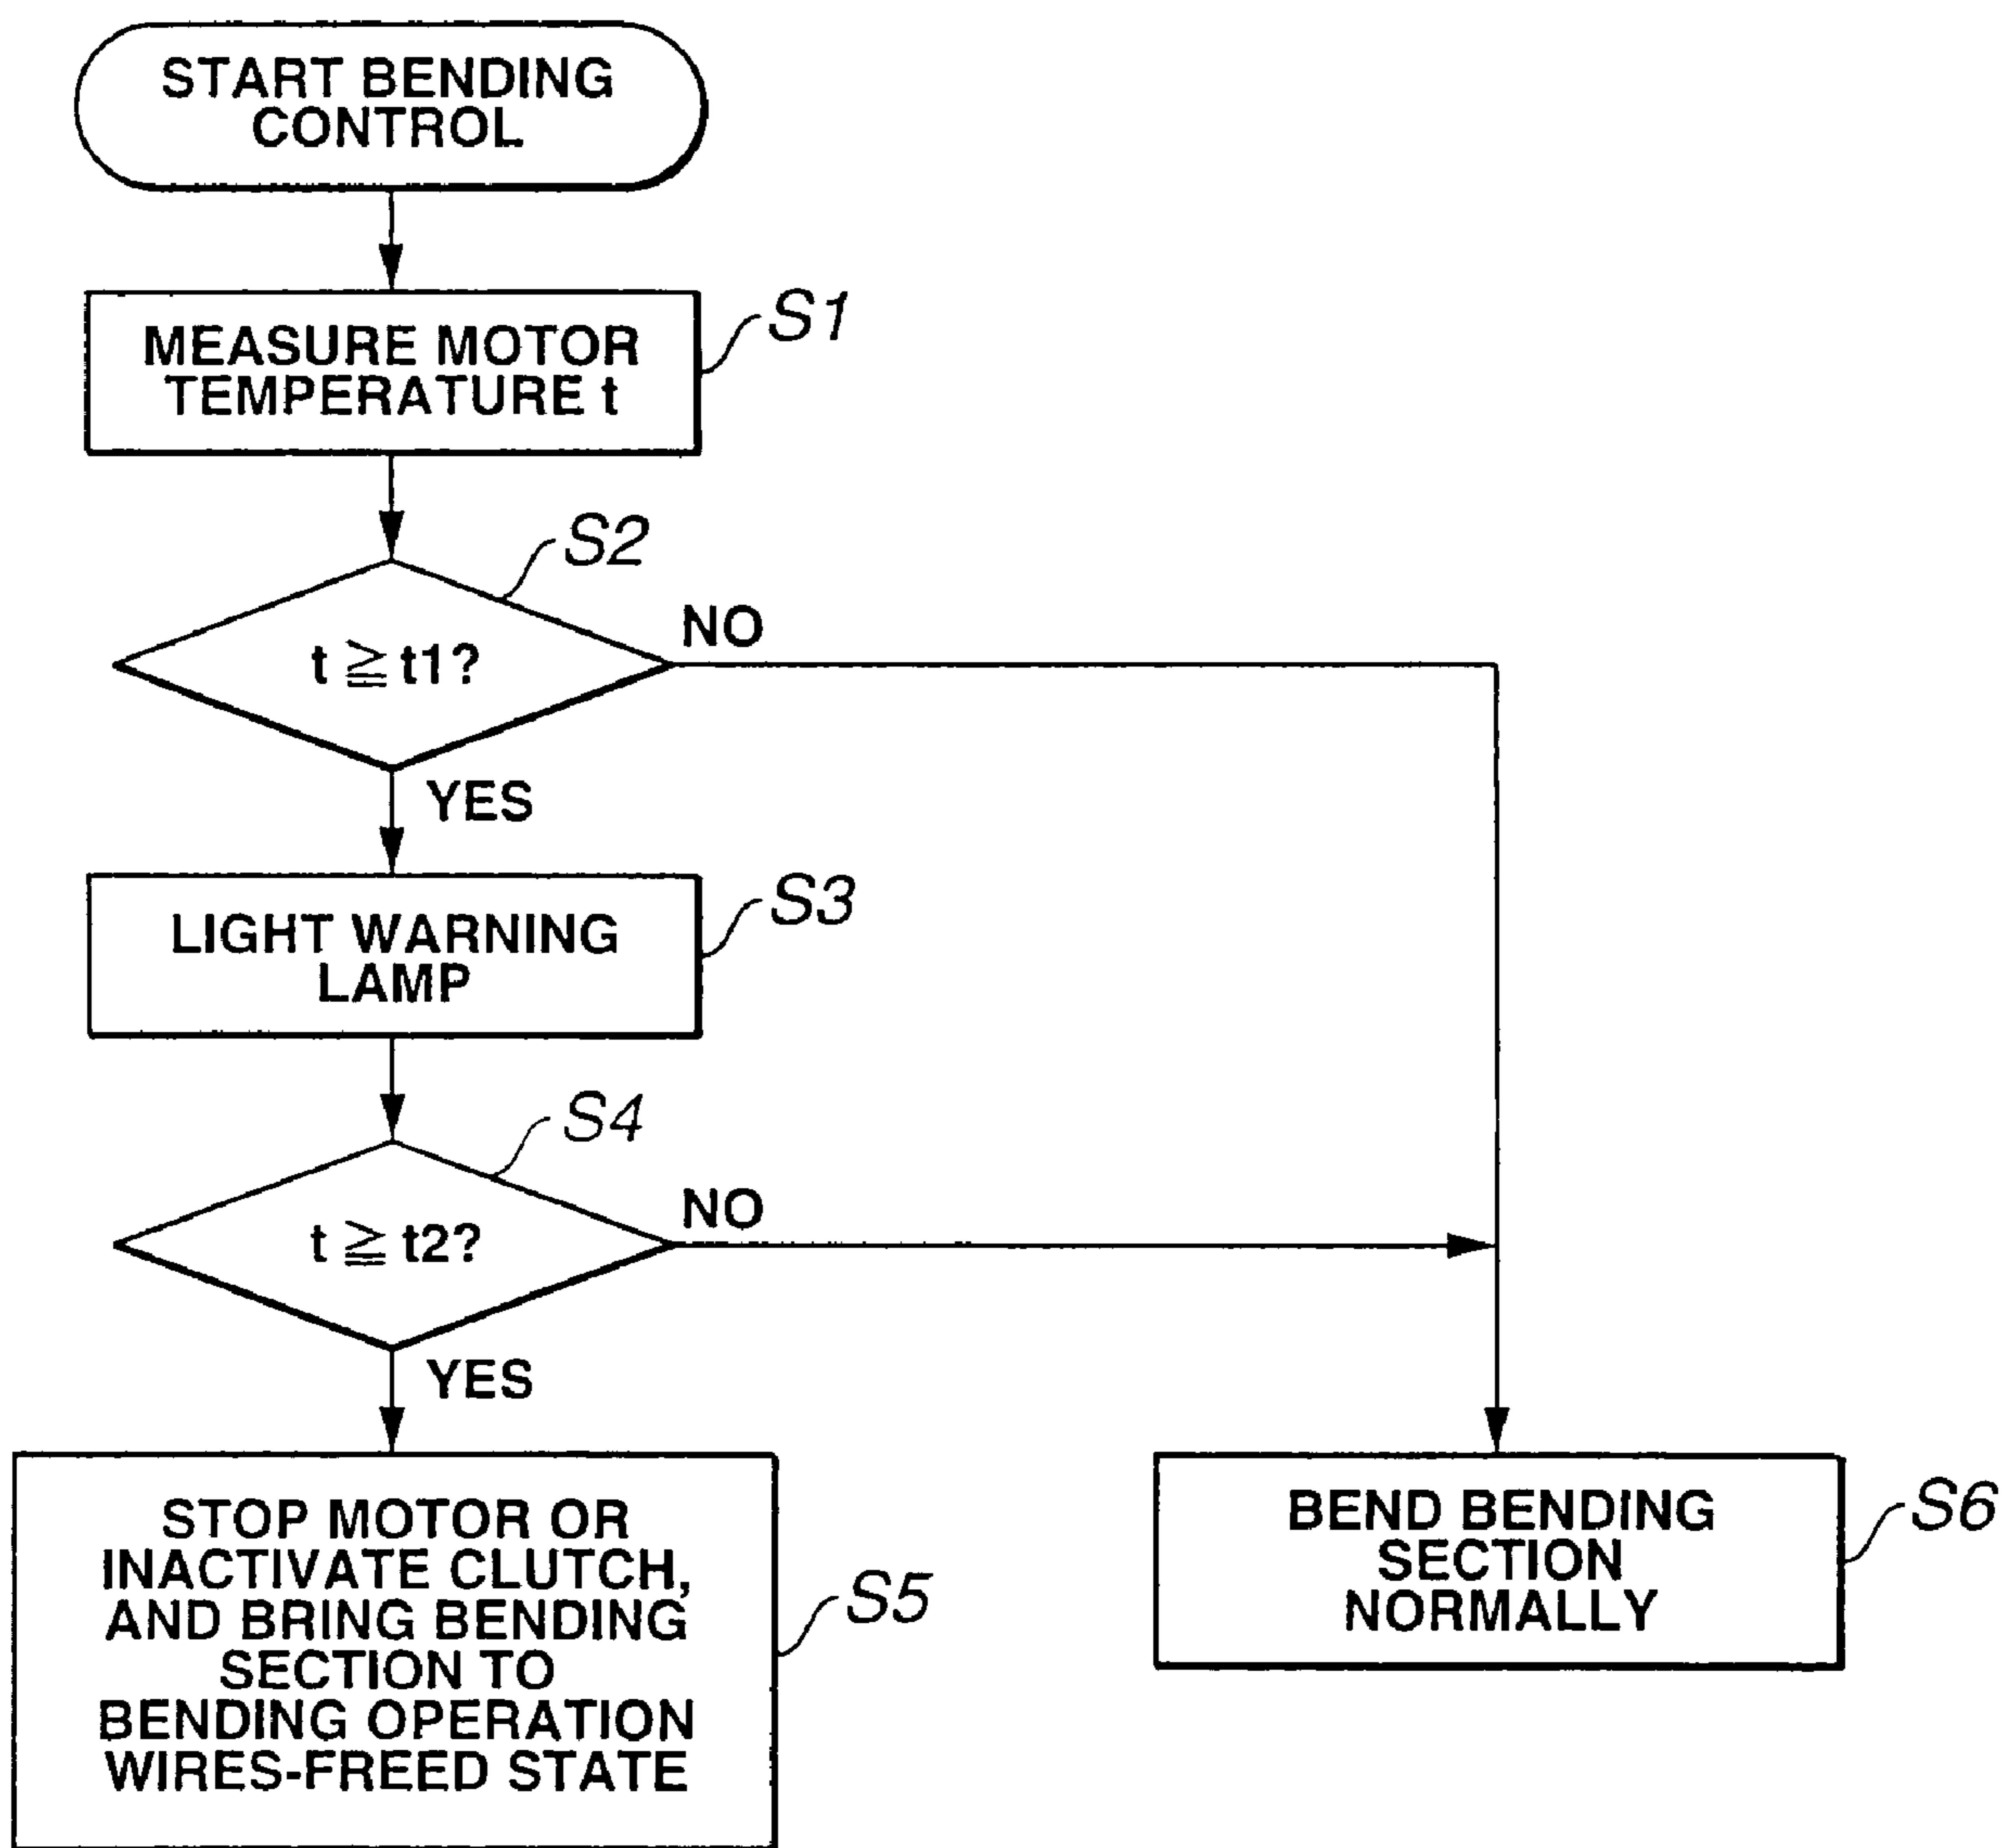 START BENDING
CONTROL
MEASURE MOTOR
TEMPERATURE t
S1
S2
t ≧ t1?
NO
YES
LIGHT WARNING
LAMP
S3
S4
t ≧ t2?
NO
YES
STOP MOTOR OR
INACTIVATE CLUTCH,
AND BRING BENDING
SECTION TO
BENDING OPERATION
WIRES-FREED STATE
S5
BEND BENDING
SECTION
NORMALLY
S6